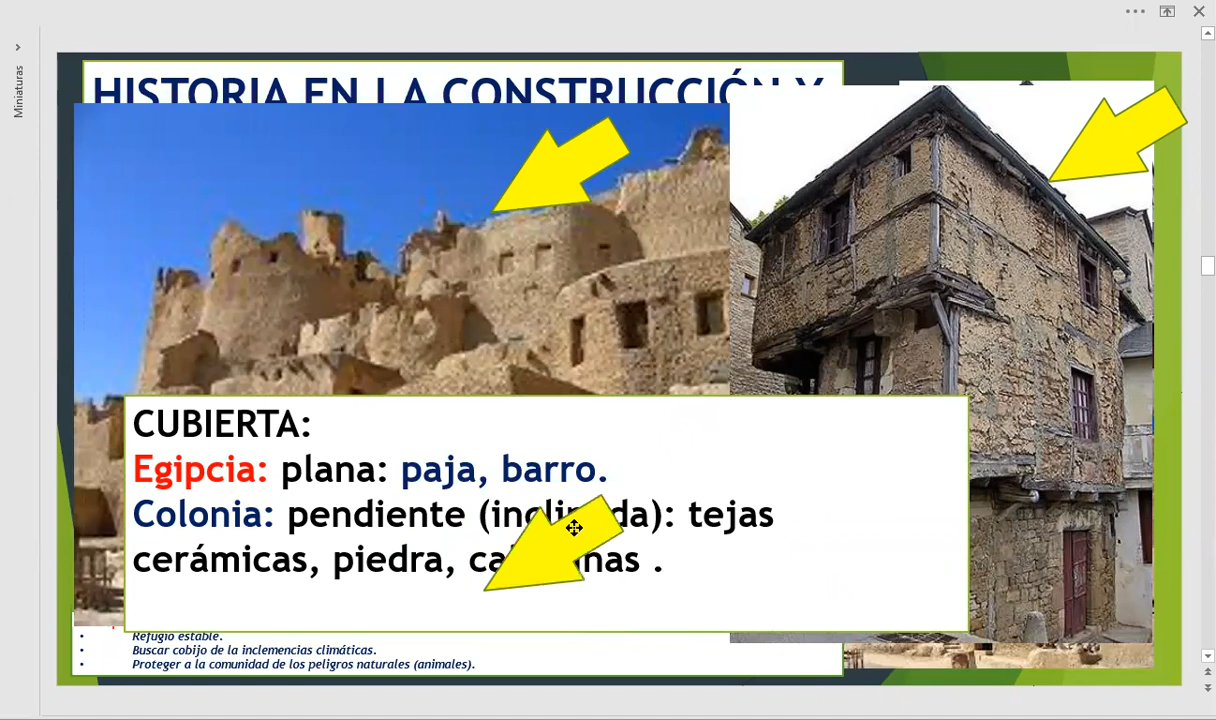 Miniaturas
HISTORIA EN LA CONSTRUCCIÓN Y
CUBIERTA:
Egipcia: plana: paja, barro.
Colonia: pendiente (inclinada): tejas
cerámicas, piedra,
• Refugio estable.
• Buscar cobijo de la inclemencias climáticas.
• Proteger a la comunidad de los peligros naturales (animales).